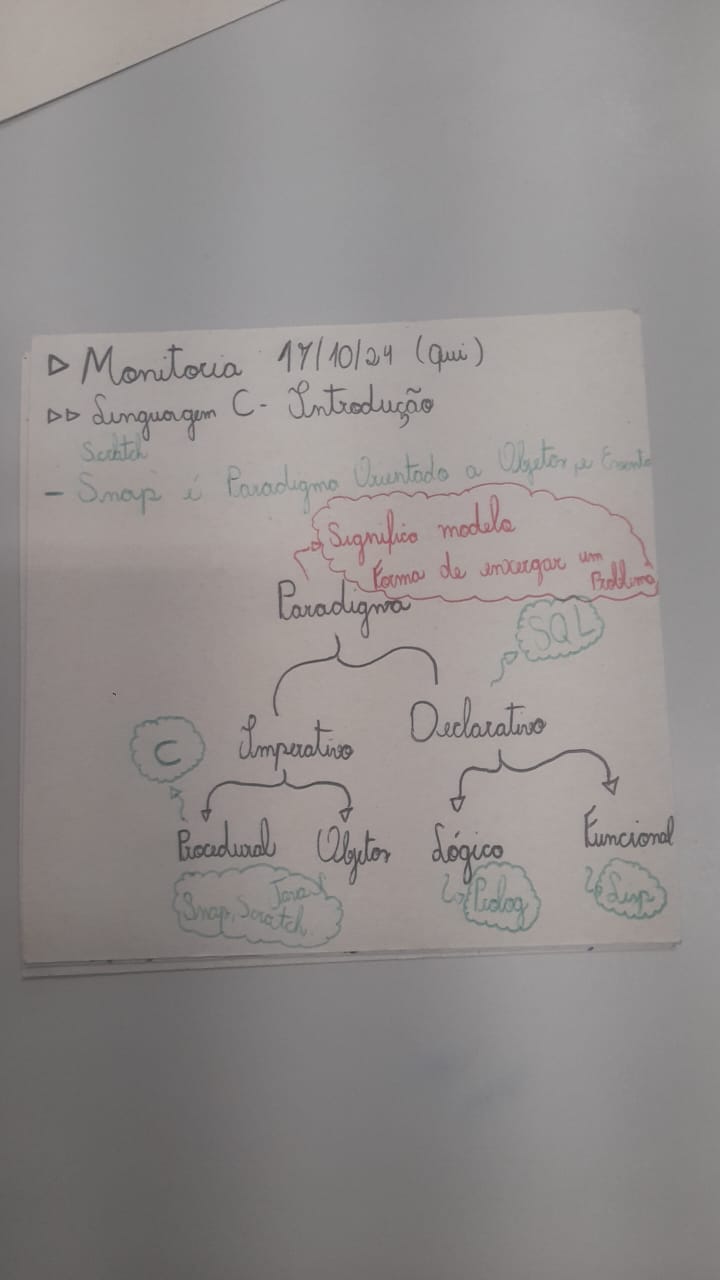 ▷ Monitoria 17/10/24 (Qui)
▷▷ Linguagem C - Introdução
Scratch
- Snap é Paradigma Orientado a Objetos e Evento
Significa modelo
Forma de enxergar um
Problema
Paradigma
SQL
Imperativo Declarativo
C
Procedural Objetos Lógico Funcional
Java
Snap, Scratch
Prolog
Lisp